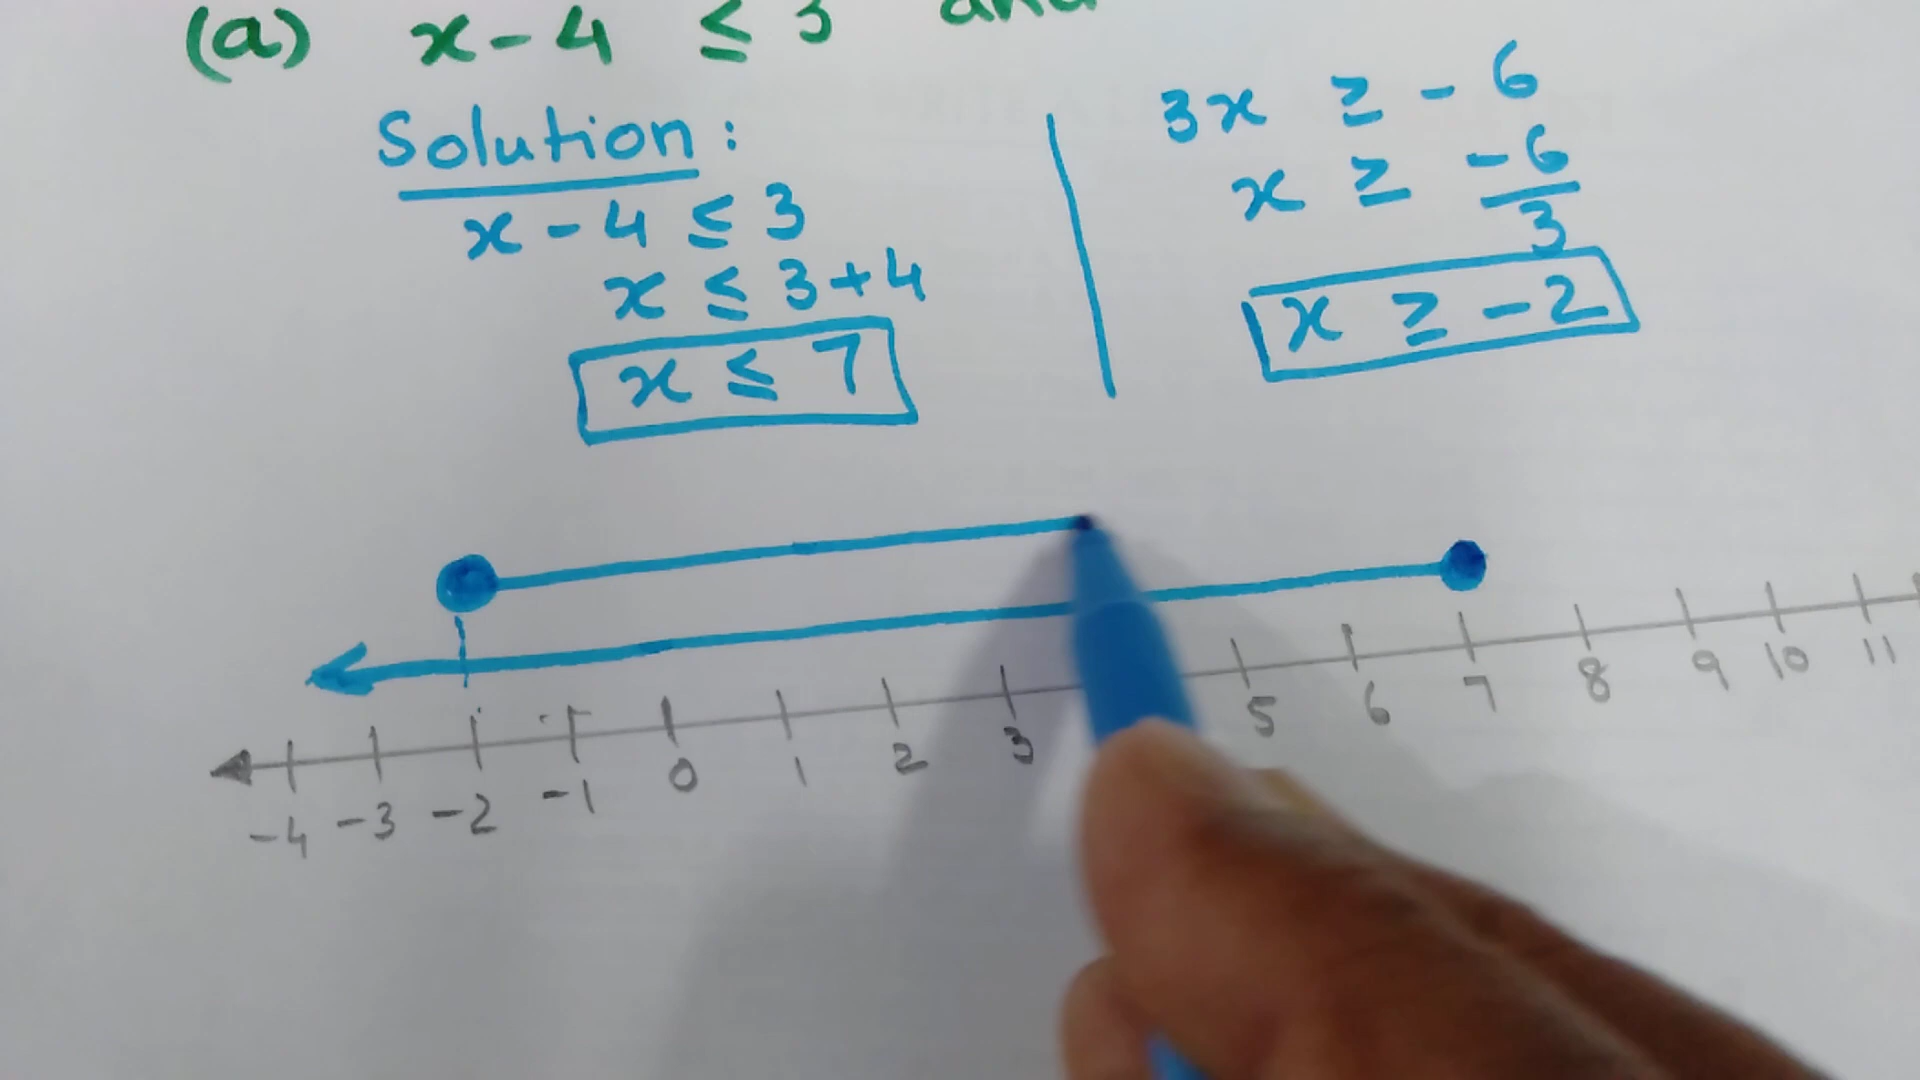 (a) x - 4 ≤ 3 and
Solution:
x - 4 ≤ 3
x ≤ 3 + 4
x ≤ 7
3x ≥ - 6
x ≥ -6/3
x ≥ - 2
-4 -3 -2 -1 0 1 2 3 5 6 7 8 9 10 11